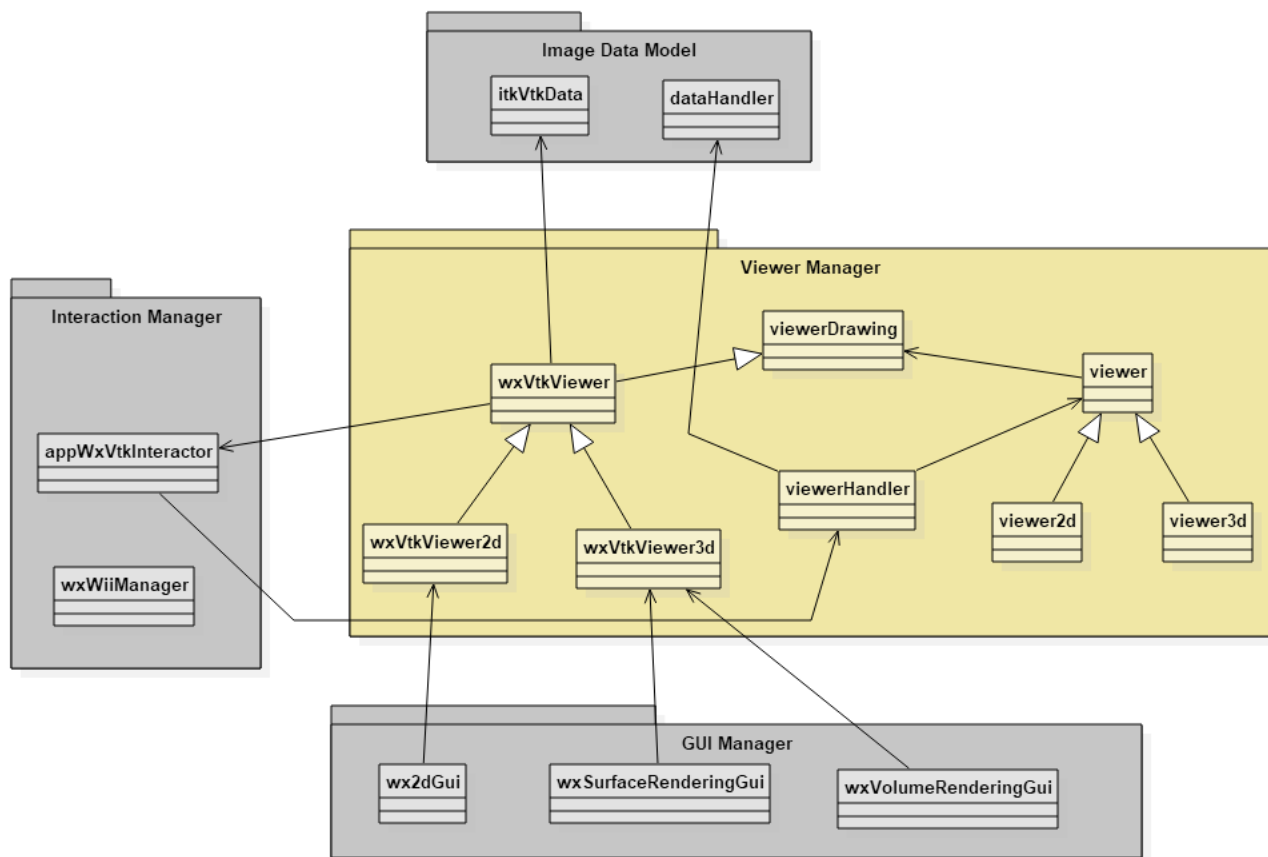 Image Data Model
itkVtkData
dataHandler
Viewer Manager
Interaction Manager
viewerDrawing
wxVtkViewer
viewer
appWxVtkInteractor
viewerHandler
viewer2d
viewer3d
wxVtkViewer2d
wxVtkViewer3d
wxWiiManager
GUI Manager
wx2dGui
wxSurfaceRenderingGui
wxVolumeRenderingGui